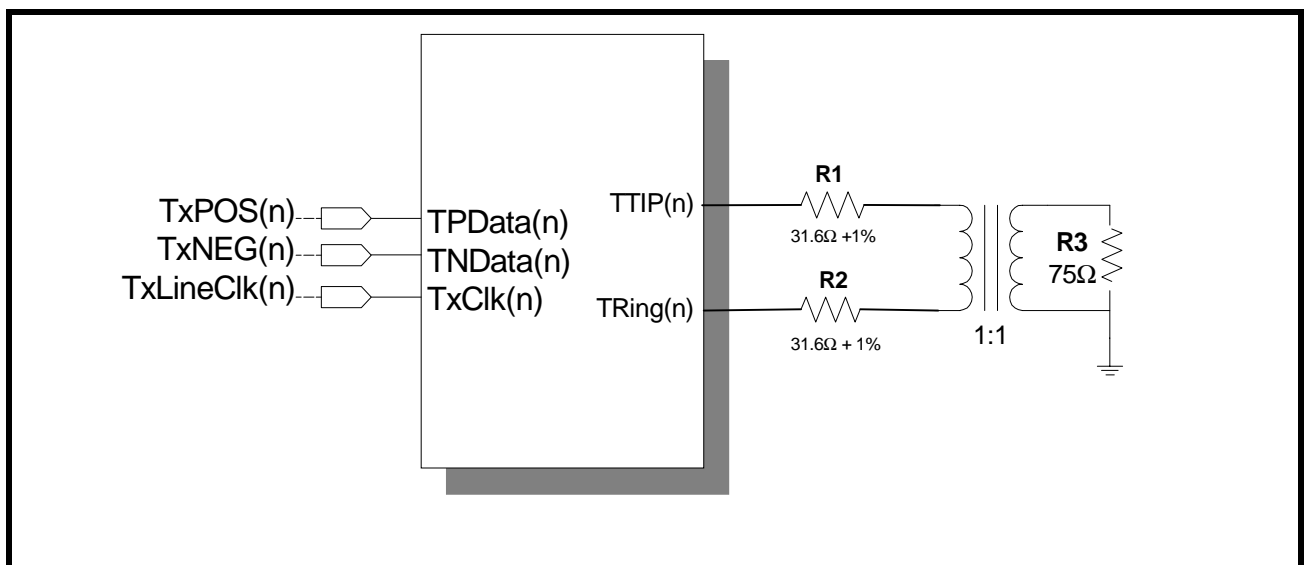 TxPOS(n)
TxNEG(n)
TxLineClk(n)
TPData(n)
TNData(n)
TxClk(n)
TTIP(n)
TRing(n)
R1
31.6Ω +1%
R2
31.6Ω + 1%
1:1
R3
75Ω